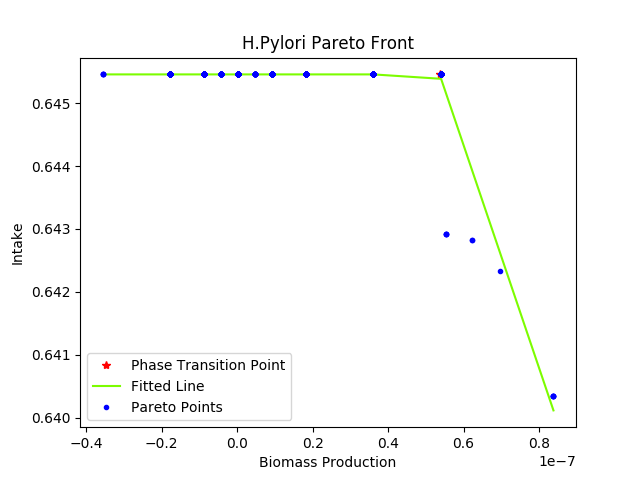 H.Pylori Pareto Front
0.645
0.644
0.643
0.642
0.641
0.640
Intake
Phase Transition Point
Fitted Line
Pareto Points
−0.4 −0.2 0.0 0.2 0.4 0.6 0.8
Biomass Production
1e−7